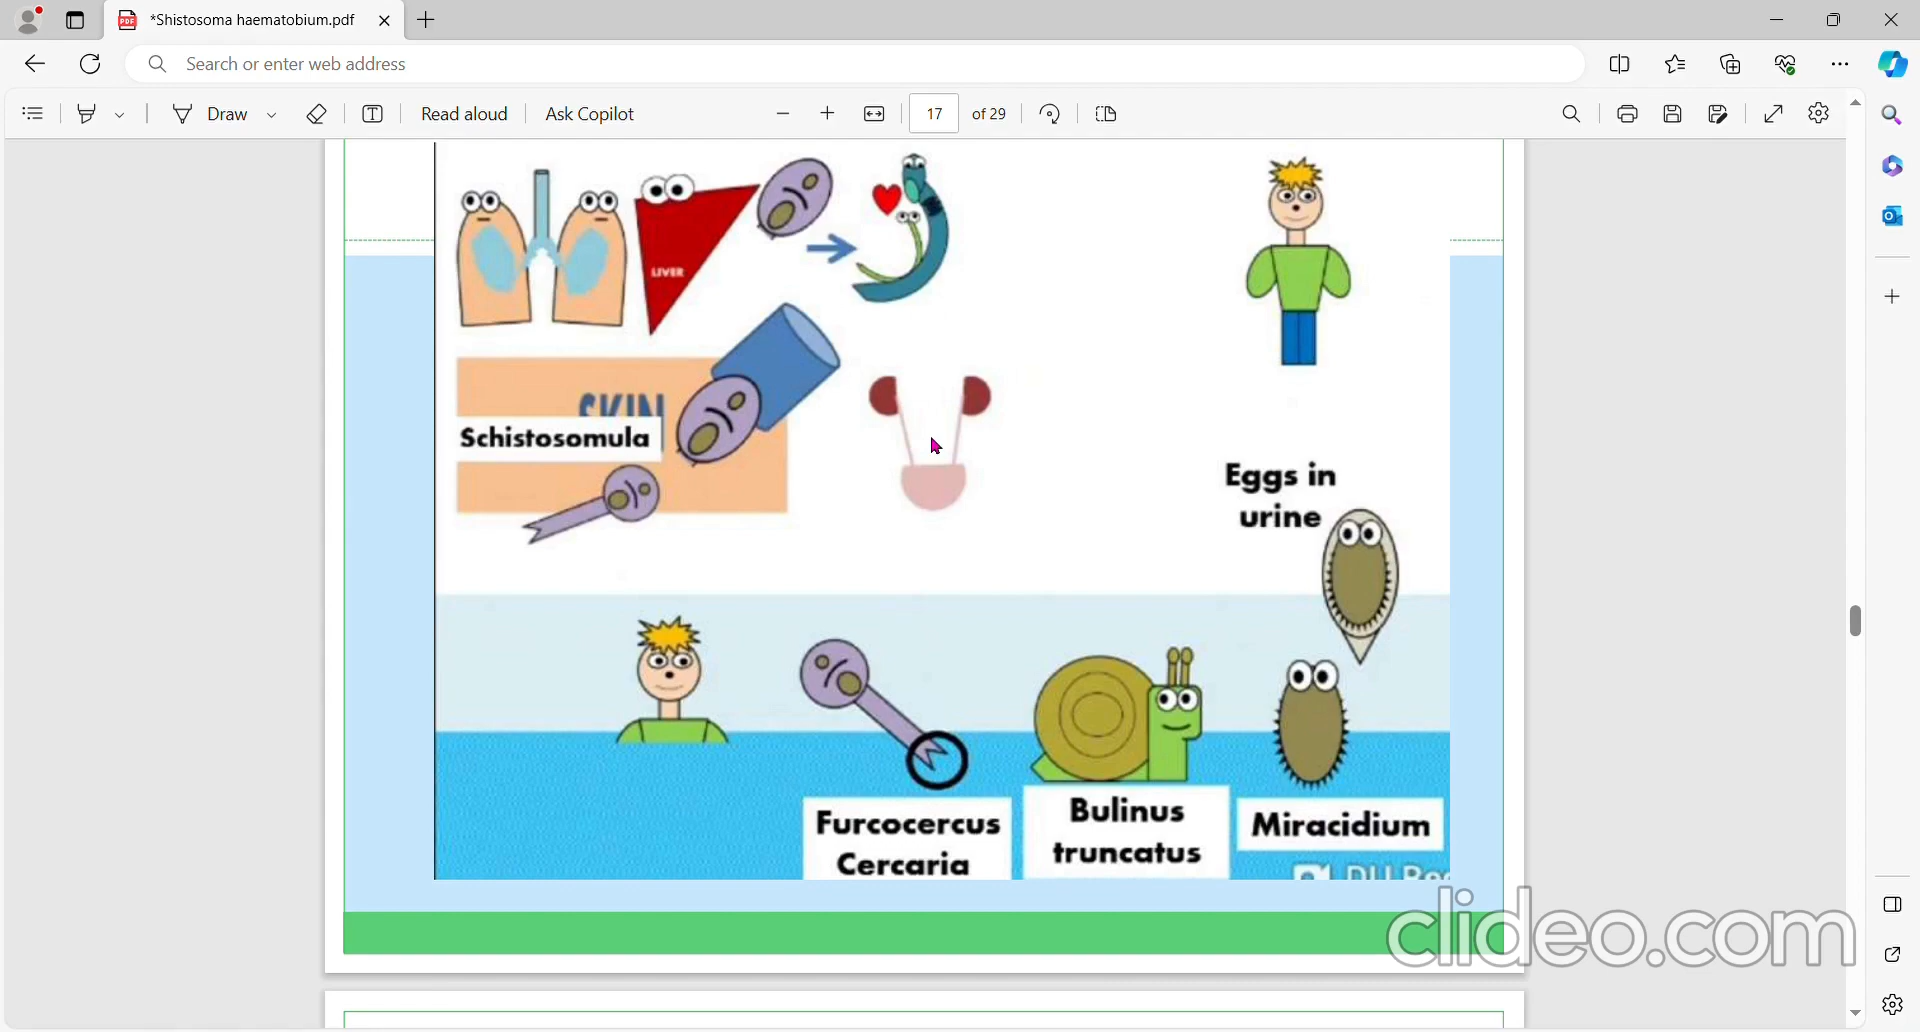 *Shistosoma haematobium.pdf
Search or enter web address
Draw
Read aloud
Ask Copilot
17
of 29
LIVER
SKIN
Schistosomula
Eggs in
urine
Furcocercus
Cercaria
Bulinus
truncatus
Miracidium
clideo.com